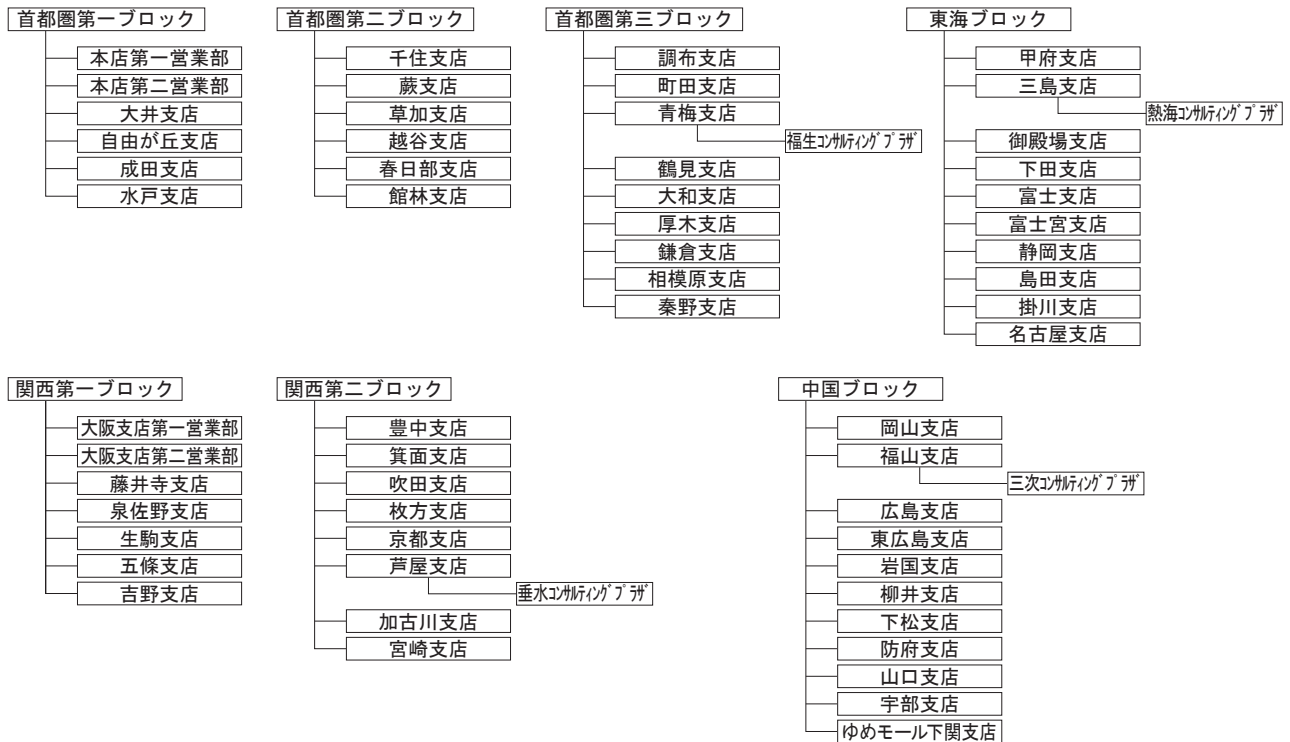 首都圏第一ブロック
本店第一営業部
本店第二営業部
大井支店
自由が丘支店
成田支店
水戸支店
首都圏第二ブロック
千住支店
蕨支店
草加支店
越谷支店
春日部支店
館林支店
首都圏第三ブロック
調布支店
町田支店
青梅支店
福生ｺﾝｻﾙﾃｨﾝｸﾞﾌﾟﾗｻﾞ
鶴見支店
大和支店
厚木支店
鎌倉支店
相模原支店
秦野支店
東海ブロック
甲府支店
三島支店
熱海ｺﾝｻﾙﾃｨﾝｸﾞﾌﾟﾗｻﾞ
御殿場支店
下田支店
富士支店
富士宮支店
静岡支店
島田支店
掛川支店
名古屋支店
関西第一ブロック
大阪支店第一営業部
大阪支店第二営業部
藤井寺支店
泉佐野支店
生駒支店
五條支店
吉野支店
関西第二ブロック
豊中支店
箕面支店
吹田支店
枚方支店
京都支店
芦屋支店
垂水ｺﾝｻﾙﾃｨﾝｸﾞﾌﾟﾗｻﾞ
加古川支店
宮崎支店
中国ブロック
岡山支店
福山支店
三次ｺﾝｻﾙﾃｨﾝｸﾞﾌﾟﾗｻﾞ
広島支店
東広島支店
岩国支店
柳井支店
下松支店
防府支店
山口支店
宇部支店
ゆめモール下関支店